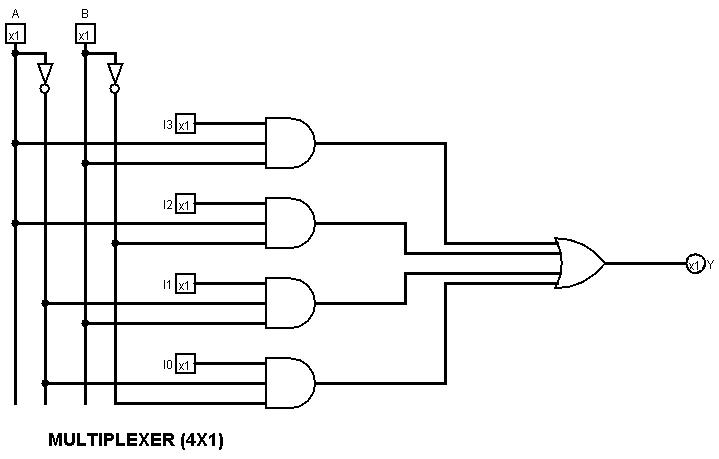 A B
x1 x1
I3 x1
I2 x1
x1 Y
I1 x1
I0 x1
MULTIPLEXER (4X1)